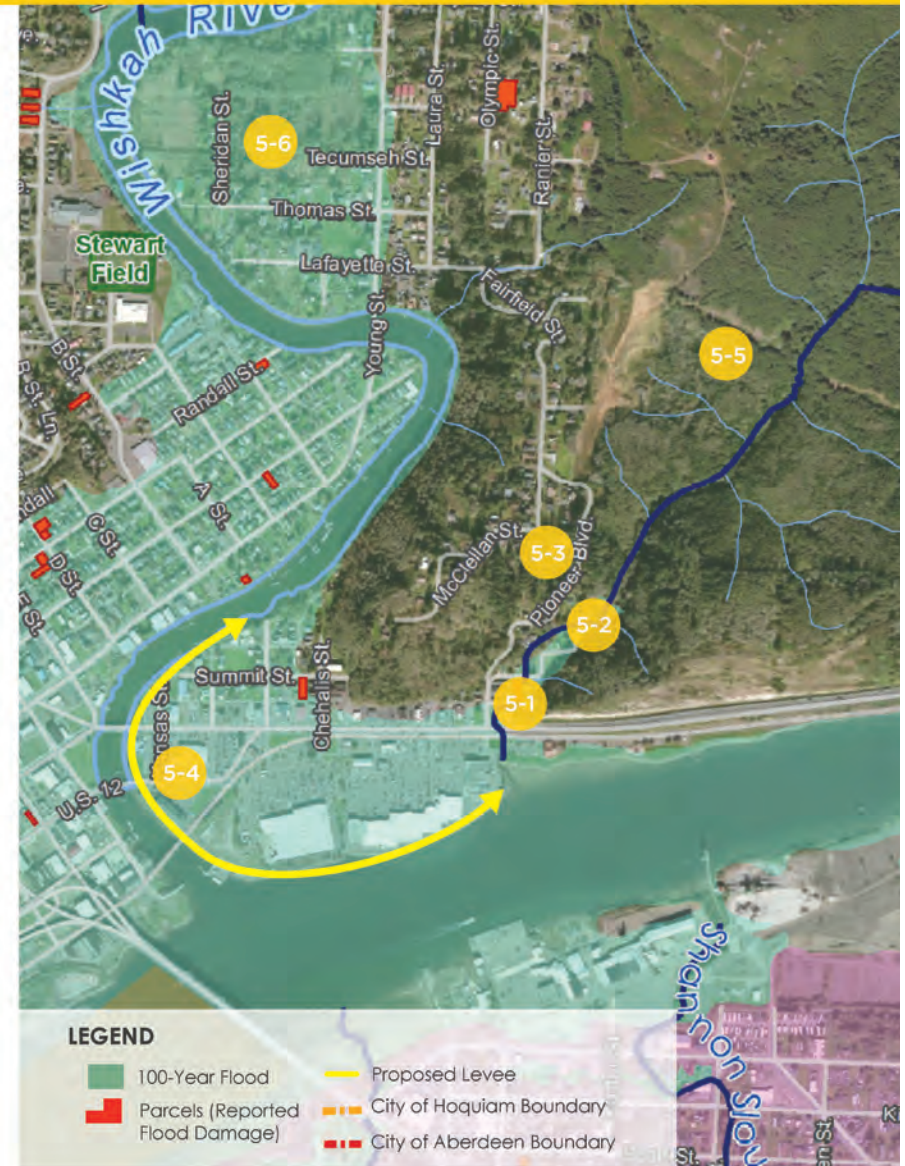 Wishkah River
Sheridan St.
5-6
Tecumseh St.
Laura St.
Olympic St.
Ranier St.
Thomas St.
Stewart
Field
Lafayette St.
Young St.
Fairfield St.
5-5
B St.
B St. Ln.
Randall St.
A St.
C St.
D St.
F St.
McClellan St.
5-3
Pioneer Blvd.
5-2
Summit St.
Chehalis St.
5-1
5-4
U.S. 12
LEGEND
100-Year Flood
Parcels (Reported
Flood Damage)
Proposed Levee
City of Hoquiam Boundary
City of Aberdeen Boundary
St.